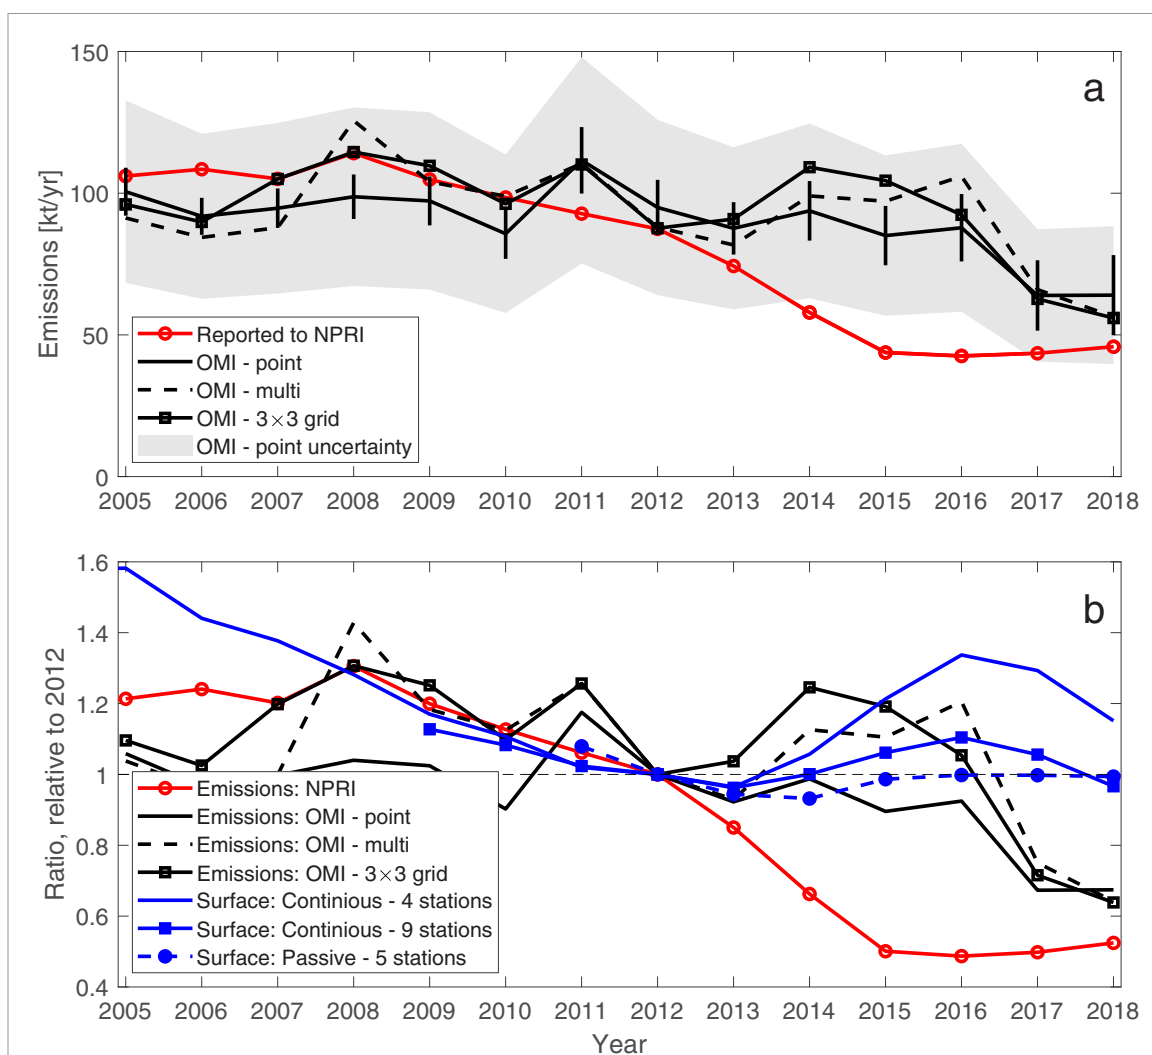 a
150
100
50
0
Emissions [kt/yr]
Reported to NPRI
OMI - point
OMI - multi
OMI - 3×3 grid
OMI - point uncertainty
2005 2006 2007 2008 2009 2010 2011 2012 2013 2014 2015 2016 2017 2018
b
1.6
1.4
1.2
1
0.8
0.6
0.4
Ratio, relative to 2012
Emissions: NPRI
Emissions: OMI - point
Emissions: OMI - multi
Emissions: OMI - 3×3 grid
Surface: Continious - 4 stations
Surface: Continious - 9 stations
Surface: Passive - 5 stations
2005 2006 2007 2008 2009 2010 2011 2012 2013 2014 2015 2016 2017 2018
Year